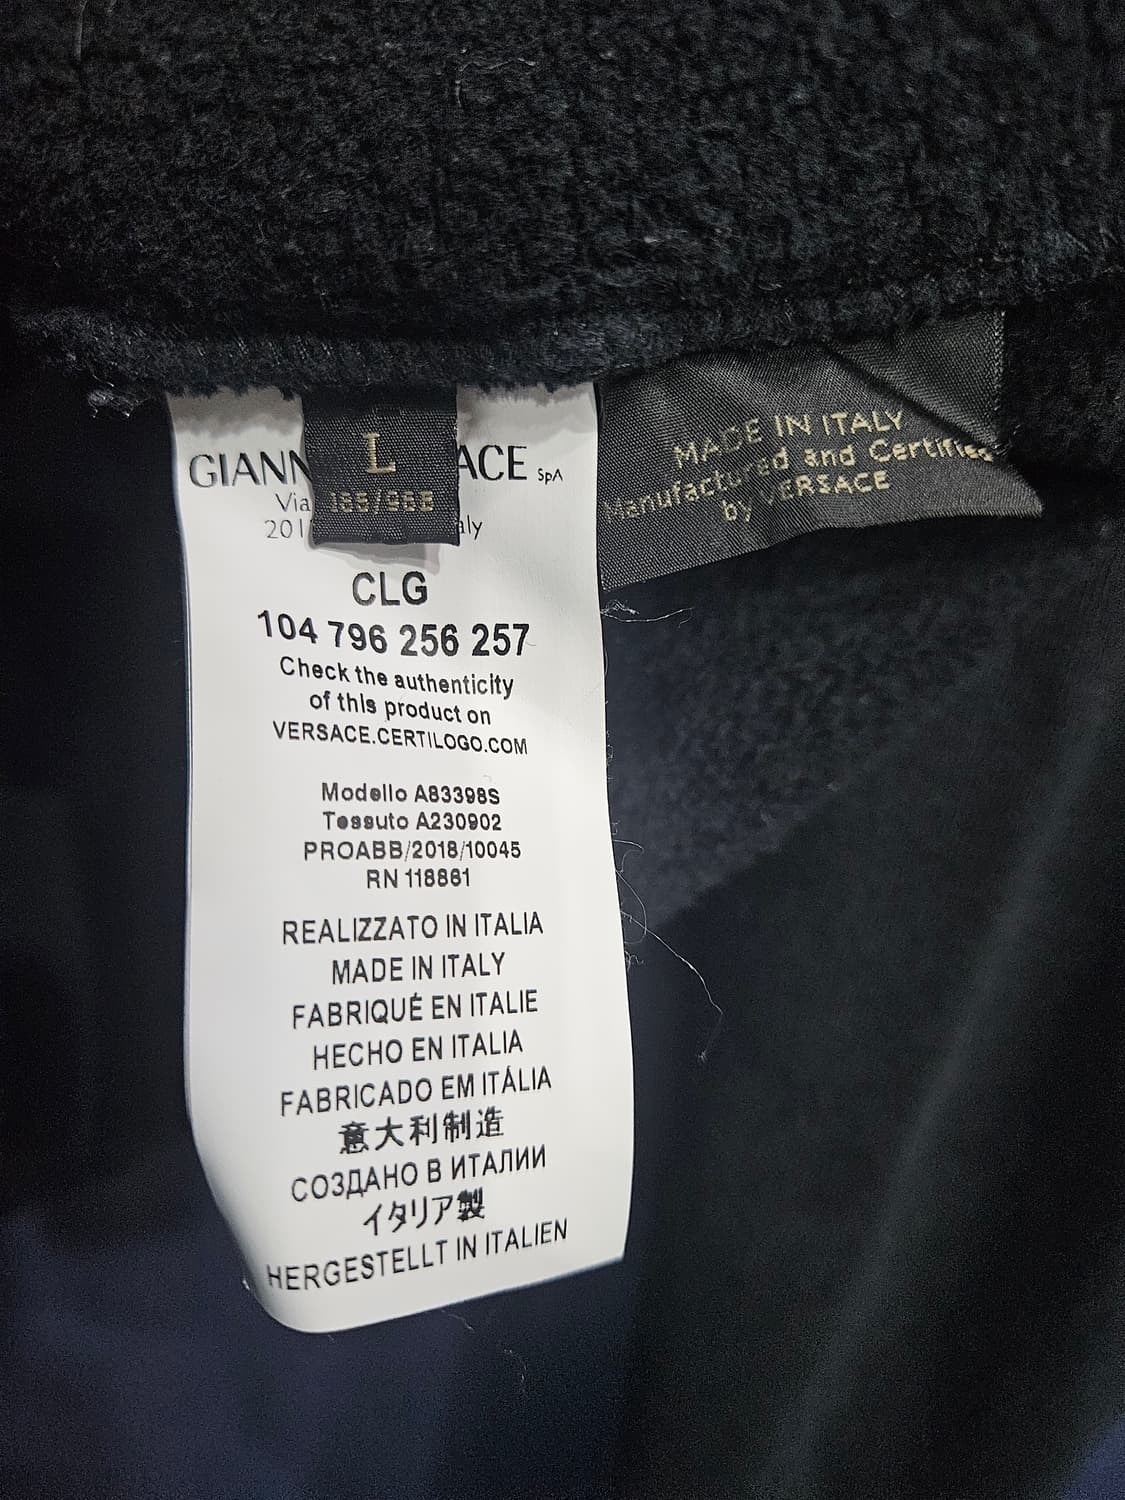 L
GIANN ACE SpA
Via
201 aly
CLG
104 796 256 257
Check the authenticity
of this product on
VERSACE.CERTILOGO.COM
Modello A83398S
Tessuto A230902
PROABB/2018/10045
RN 118861
REALIZZATO IN ITALIA
MADE IN ITALY
FABRIQUÉ EN ITALIE
HECHO EN ITALIA
FABRICADO EM ITÁLIA
意大利制造
СОЗДАНО В ИТАЛИИ
イタリア製
HERGESTELLT IN ITALIEN
MADE IN ITALY
Manufactured and Certified
by VERSACE